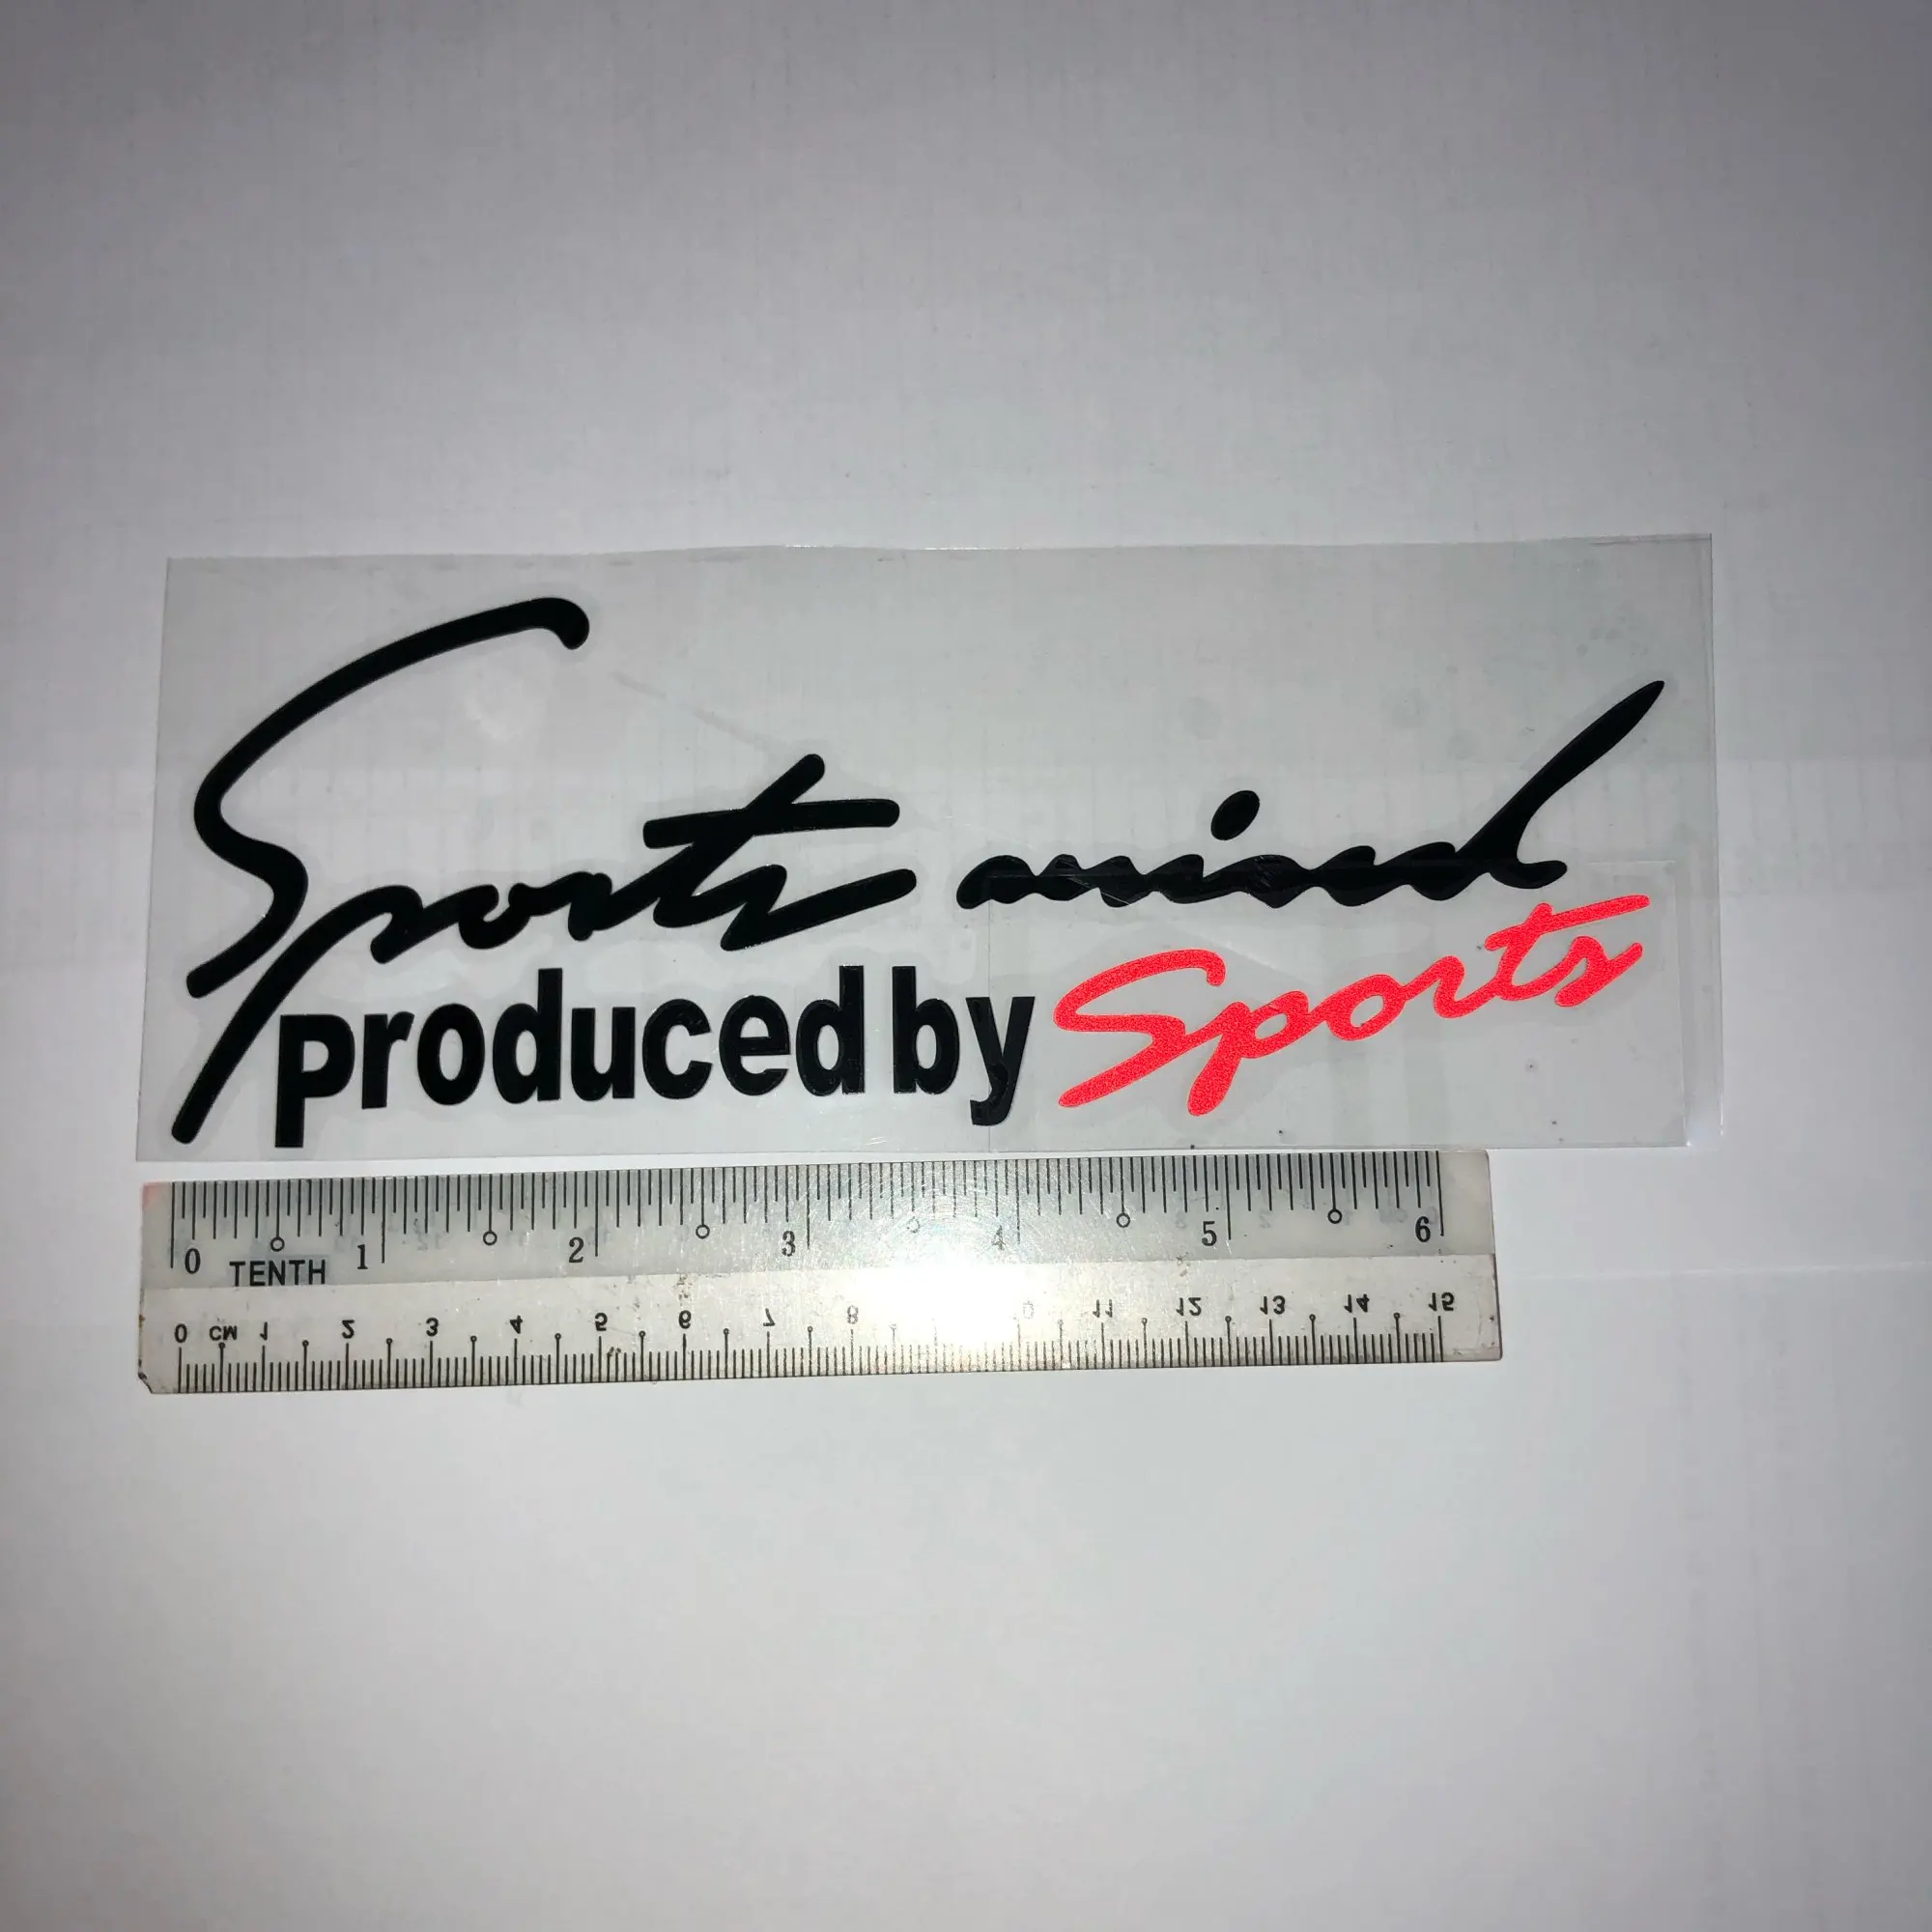 Sports mind
produced by Sports
0 1 2 3 4 5 6
TENTH
0 CM 1 2 3 4 5 6 7 8 10 11 12 13 14 15